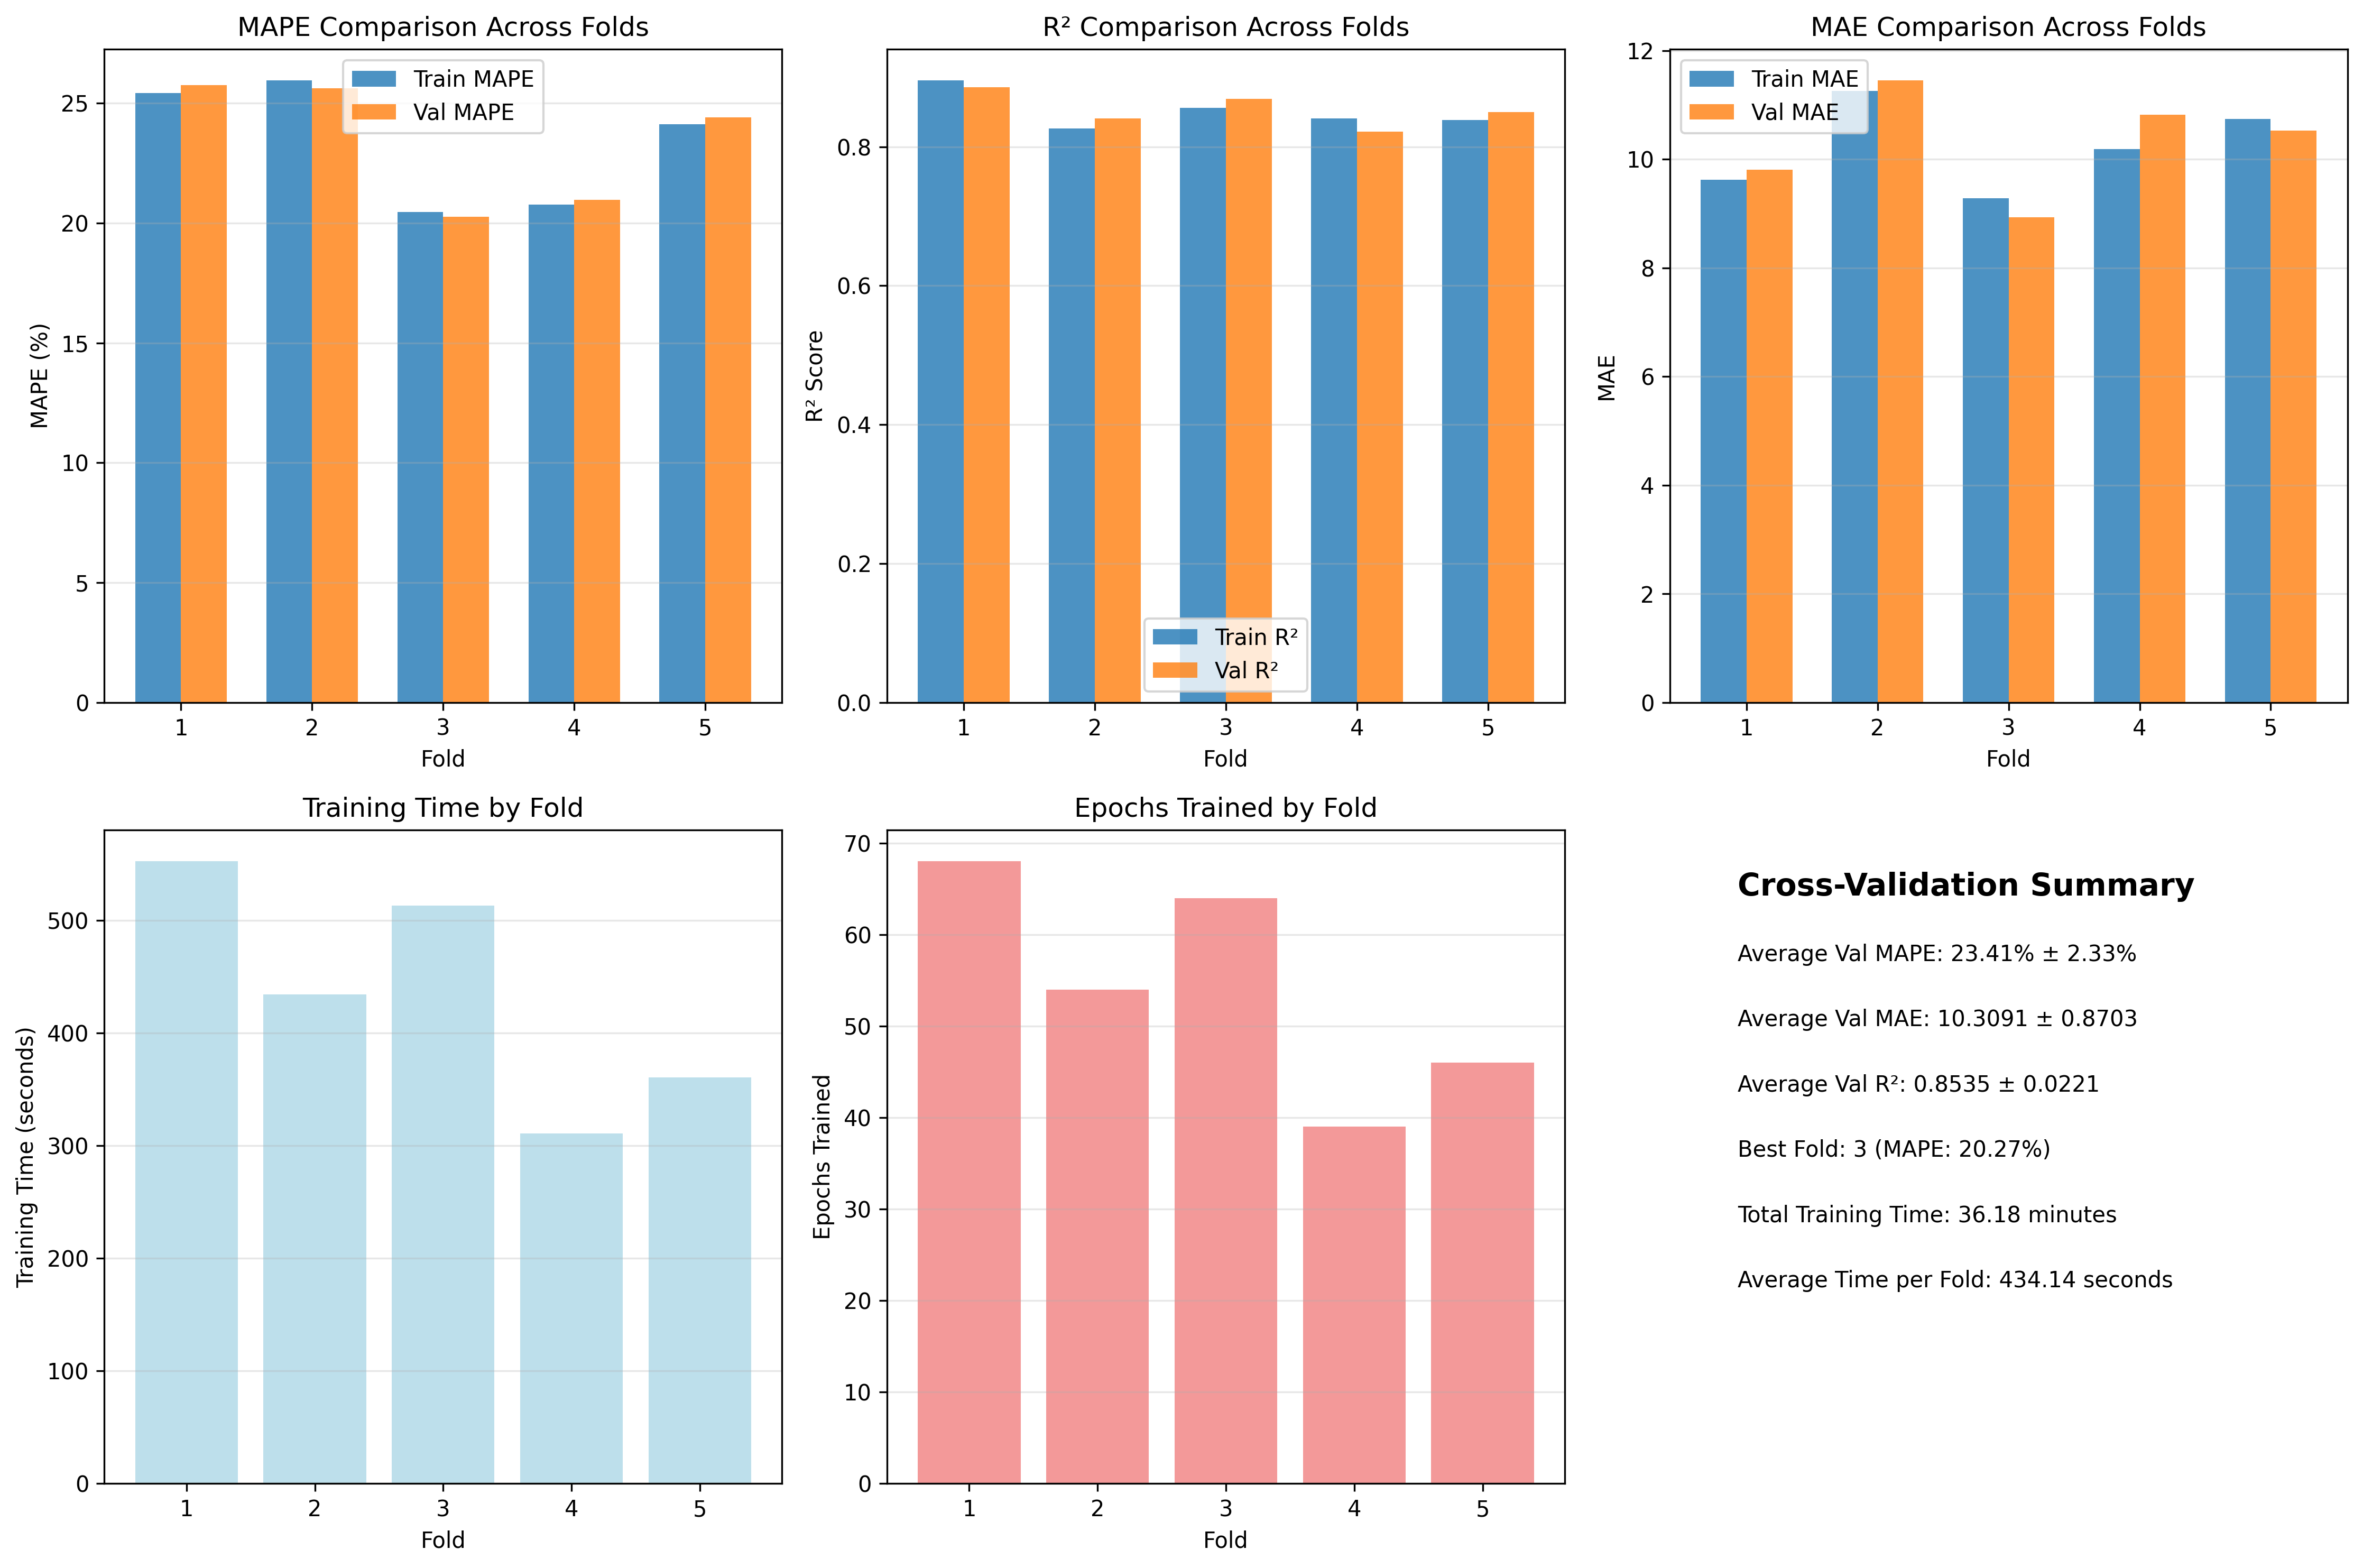 MAPE Comparison Across Folds
MAPE (%)
25
20
15
10
5
0
Train MAPE
Val MAPE
1 2 3 4 5
Fold
R² Comparison Across Folds
R² Score
0.8
0.6
0.4
0.2
0.0
Train R²
Val R²
1 2 3 4 5
Fold
MAE Comparison Across Folds
MAE
12
10
8
6
4
2
0
Train MAE
Val MAE
1 2 3 4 5
Fold
Training Time by Fold
Training Time (seconds)
500
400
300
200
100
0
1 2 3 4 5
Fold
Epochs Trained by Fold
Epochs Trained
70
60
50
40
30
20
10
0
1 2 3 4 5
Fold
Cross-Validation Summary
Average Val MAPE: 23.41% ± 2.33%
Average Val MAE: 10.3091 ± 0.8703
Average Val R²: 0.8535 ± 0.0221
Best Fold: 3 (MAPE: 20.27%)
Total Training Time: 36.18 minutes
Average Time per Fold: 434.14 seconds